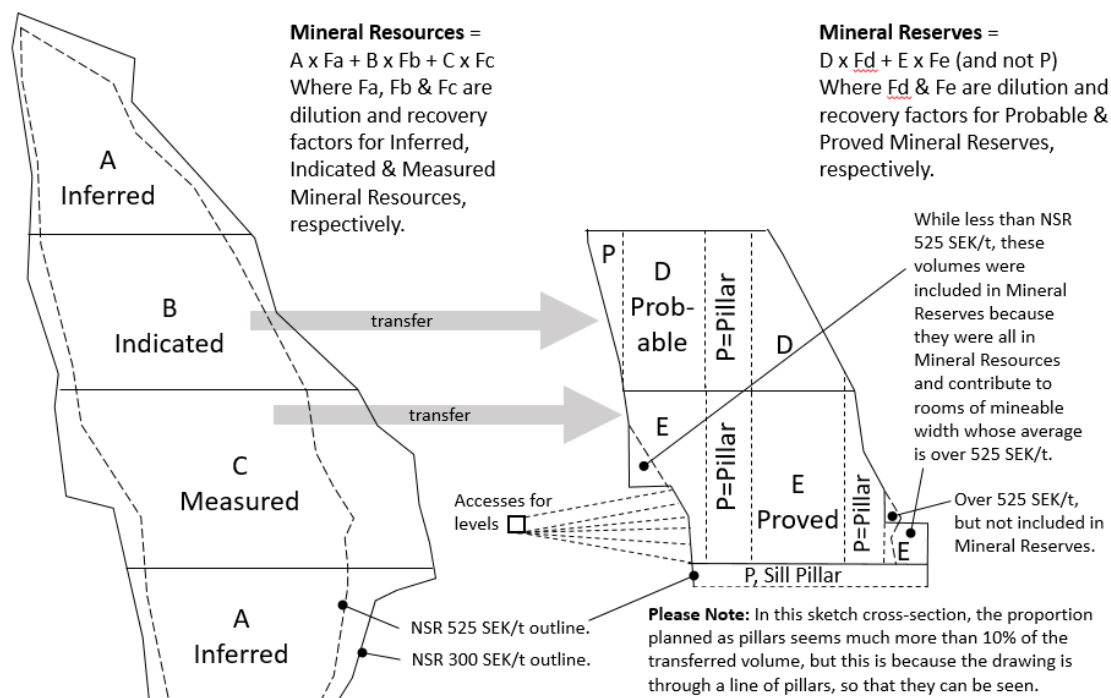 Mineral Resources =
A x Fa + B x Fb + C x Fc
Where Fa, Fb & Fc are
dilution and recovery
factors for Inferred,
Indicated & Measured
Mineral Resources,
respectively.
Mineral Reserves =
D x Fd + E x Fe (and not P)
Where Fd & Fe are dilution and
recovery factors for Probable &
Proved Mineral Reserves,
respectively.
A
Inferred
B
Indicated
C
Measured
A
Inferred
transfer
transfer
P
D
Prob-
able
P=Pillar
D
E
P=Pillar
E
Proved
P=Pillar
E
P, Sill Pillar
While less than NSR
525 SEK/t, these
volumes were
included in Mineral
Reserves because
they were all in
Mineral Resources
and contribute to
rooms of mineable
width whose average
is over 525 SEK/t.
Over 525 SEK/t,
but not included in
Mineral Reserves.
Accesses for
levels
NSR 525 SEK/t outline.
NSR 300 SEK/t outline.
Please Note: In this sketch cross-section, the proportion
planned as pillars seems much more than 10% of the
transferred volume, but this is because the drawing is
through a line of pillars, so that they can be seen.